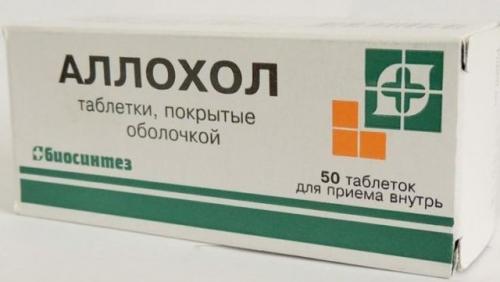 АЛЛОХОЛ
таблетки, покрытые
оболочкой
биосинтез
50 таблеток
для приема внутрь